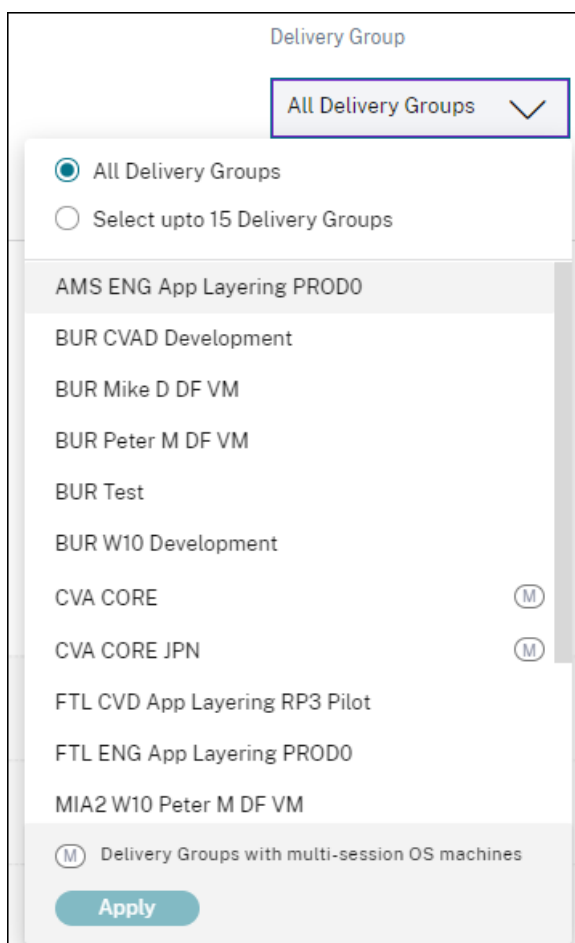 Delivery Group
All Delivery Groups
All Delivery Groups
Select upto 15 Delivery Groups
AMS ENG App Layering PROD0
BUR CVAD Development
BUR Mike D DF VM
BUR Peter M DF VM
BUR Test
BUR W10 Development
CVA CORE M
CVA CORE JPN M
FTL CVD App Layering RP3 Pilot
FTL ENG App Layering PROD0
MIA2 W10 Peter M DF VM
M Delivery Groups with multi-session OS machines
Apply